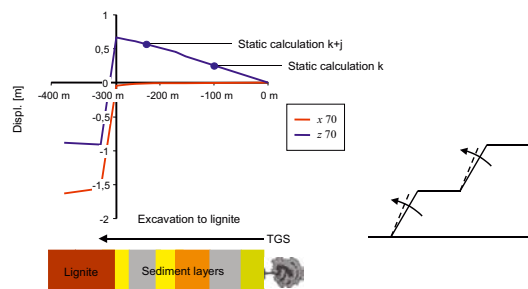 1
0,5
0
-0,5
-1
-1,5
-2
Displ. [m]
-400 m
-300 m
-200 m
-100 m
0 m
Static calculation k+j
Static calculation k
x 70
z 70
Excavation to lignite
TGS
Lignite
Sediment layers